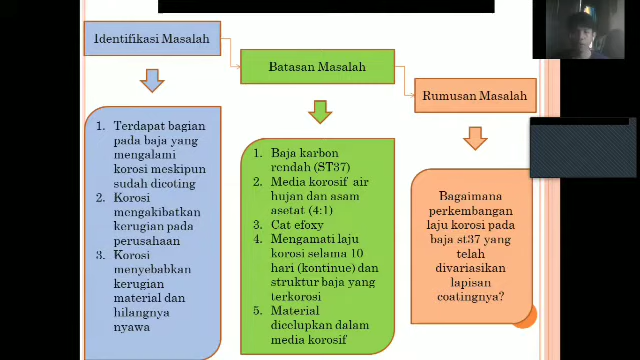 Identifikasi Masalah
Batasan Masalah
Rumusan Masalah
1. Terdapat bagian
pada baja yang
mengalami
korosi meskipun
sudah dicoting
2. Korosi
mengakibatkan
kerugian pada
perusahaan
3. Korosi
menyebabkan
kerugian
material dan
hilangnya
nyawa
1. Baja karbon
rendah (ST37)
2. Media korosif air
hujan dan asam
asetat (4:1)
3. Cat efoxy
4. Mengamati laju
korosi selama 10
hari (kontinue) dan
struktur baja yang
terkorosi
5. Material
dicelupkan dalam
media korosif
Bagaimana
perkembangan
laju korosi pada
baja st37 yang
telah
divariasikan
lapisan
coatingnya?